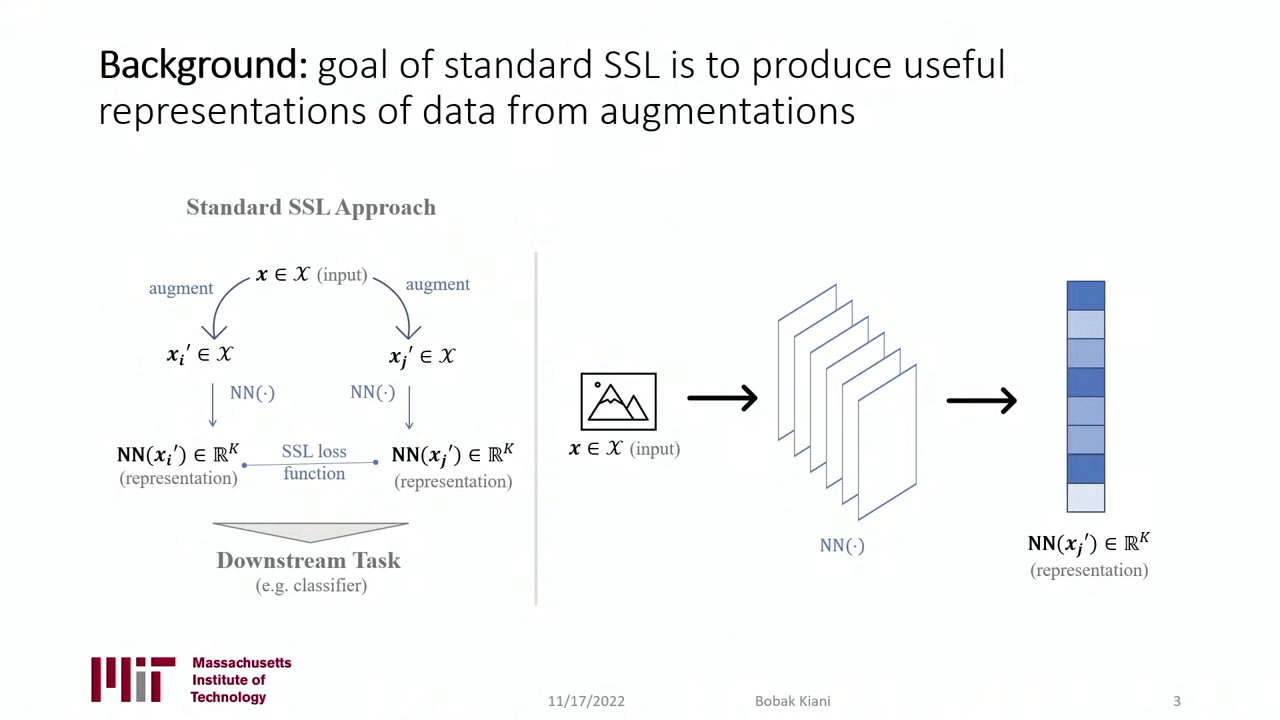 Background: goal of standard SSL is to produce useful
representations of data from augmentations
Standard SSL Approach
𝒙 ∈ 𝒳 (input)
augment
augment
𝒙ᵢ′ ∈ 𝒳
𝒙ⱼ′ ∈ 𝒳
NN(·)
NN(·)
NN(𝒙ᵢ′) ∈ ℝᴷ
(representation)
SSL loss
function
NN(𝒙ⱼ′) ∈ ℝᴷ
(representation)
Downstream Task
(e.g. classifier)
𝒙 ∈ 𝒳 (input)
NN(·)
NN(𝒙ⱼ′) ∈ ℝᴷ
(representation)
MIT
Massachusetts
Institute of
Technology
11/17/2022
Bobak Kiani
3